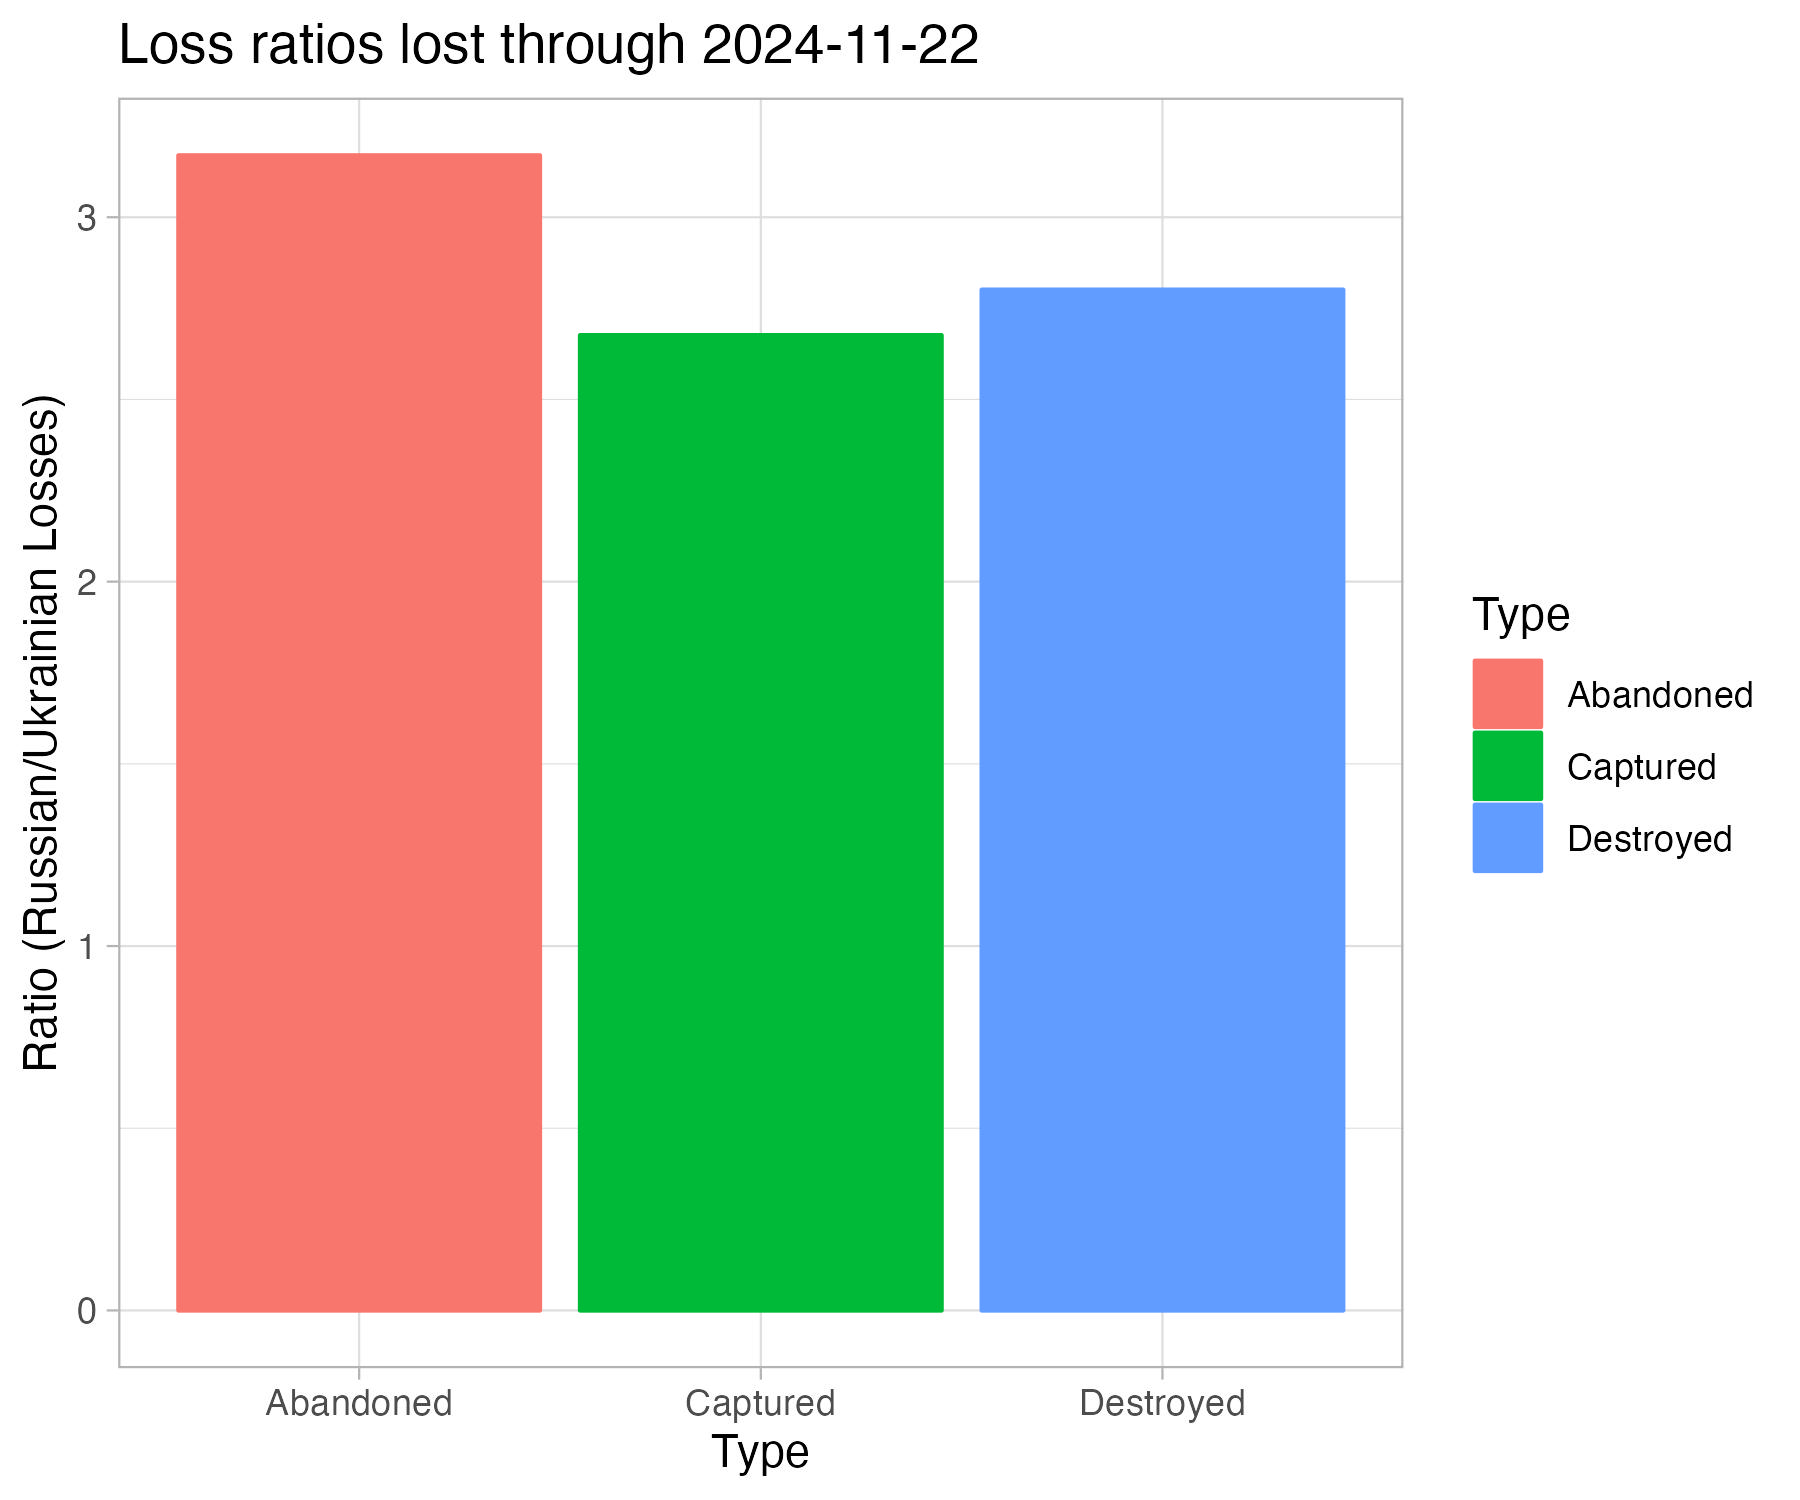 Loss ratios lost through 2024-11-22
Ratio (Russian/Ukrainian Losses)
3
2
1
0
Abandoned
Captured
Destroyed
Type
Type
Abandoned
Captured
Destroyed